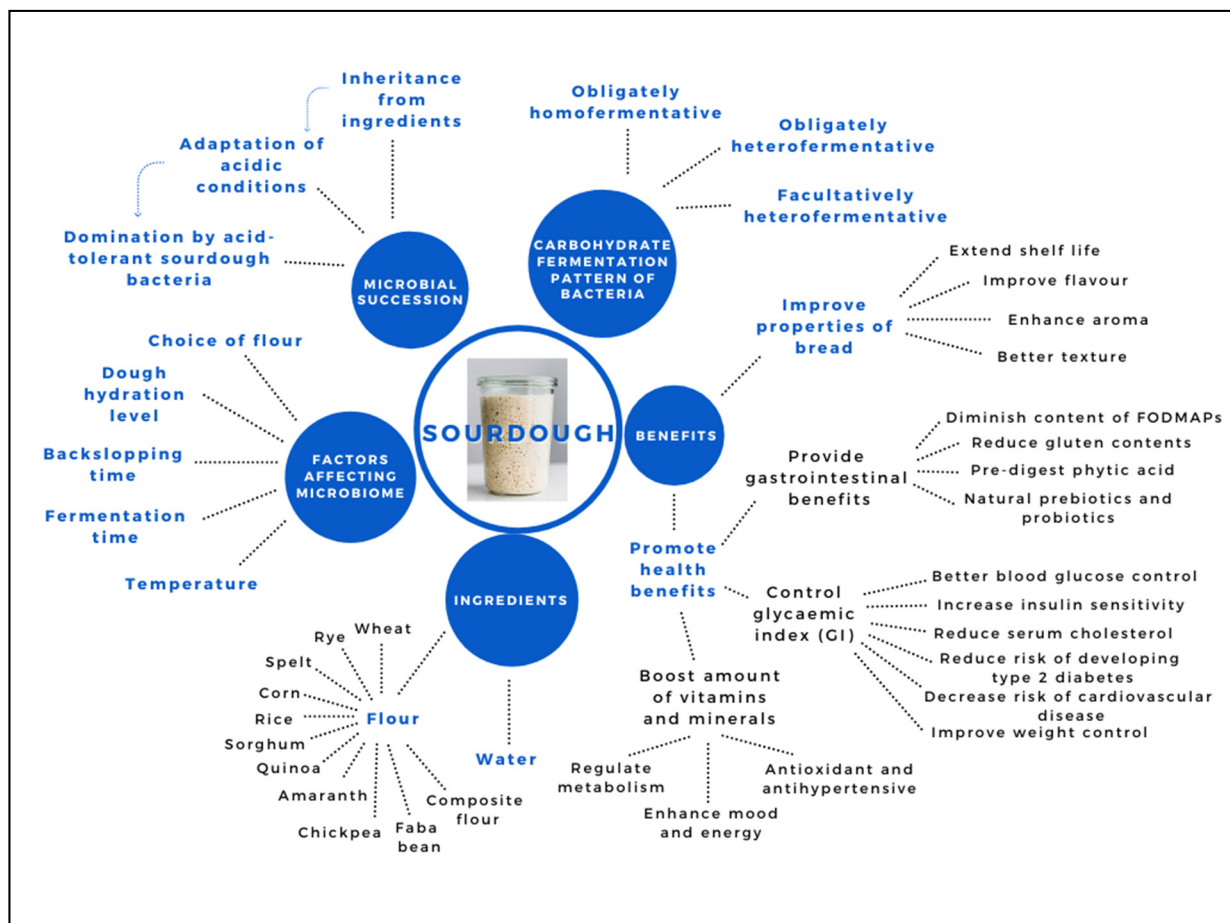 Inheritance
from
ingredients
Adaptation of
acidic
conditions
Domination by acid-
tolerant sourdough
bacteria
MICROBIAL
SUCCESSION
Obligately
homofermentative
Obligately
heterofermentative
Facultatively
heterofermentative
CARBOHYDRATE
FERMENTATION
PATTERN OF
BACTERIA
Choice of flour
Dough
hydration
level
Backslopping
time
Fermentation
time
Temperature
FACTORS
AFFECTING
MICROBIOME
SOURDOUGH
BENEFITS
Improve
properties of
bread
Extend shelf life
Improve flavour
Enhance aroma
Better texture
Promote
health
benefits
Provide
gastrointestinal
benefits
Diminish content of FODMAPs
Reduce gluten contents
Pre-digest phytic acid
Natural prebiotics and
probiotics
Control
glycaemic
index (GI)
Better blood glucose control
Increase insulin sensitivity
Reduce serum cholesterol
Reduce risk of developing
type 2 diabetes
Decrease risk of cardiovascular
disease
Improve weight control
Boost amount
of vitamins
and minerals
Regulate
metabolism
Enhance mood
and energy
Antioxidant and
antihypertensive
INGREDIENTS
Flour
Wheat
Rye
Spelt
Corn
Rice
Sorghum
Quinoa
Amaranth
Chickpea
Faba
bean
Composite
flour
Water